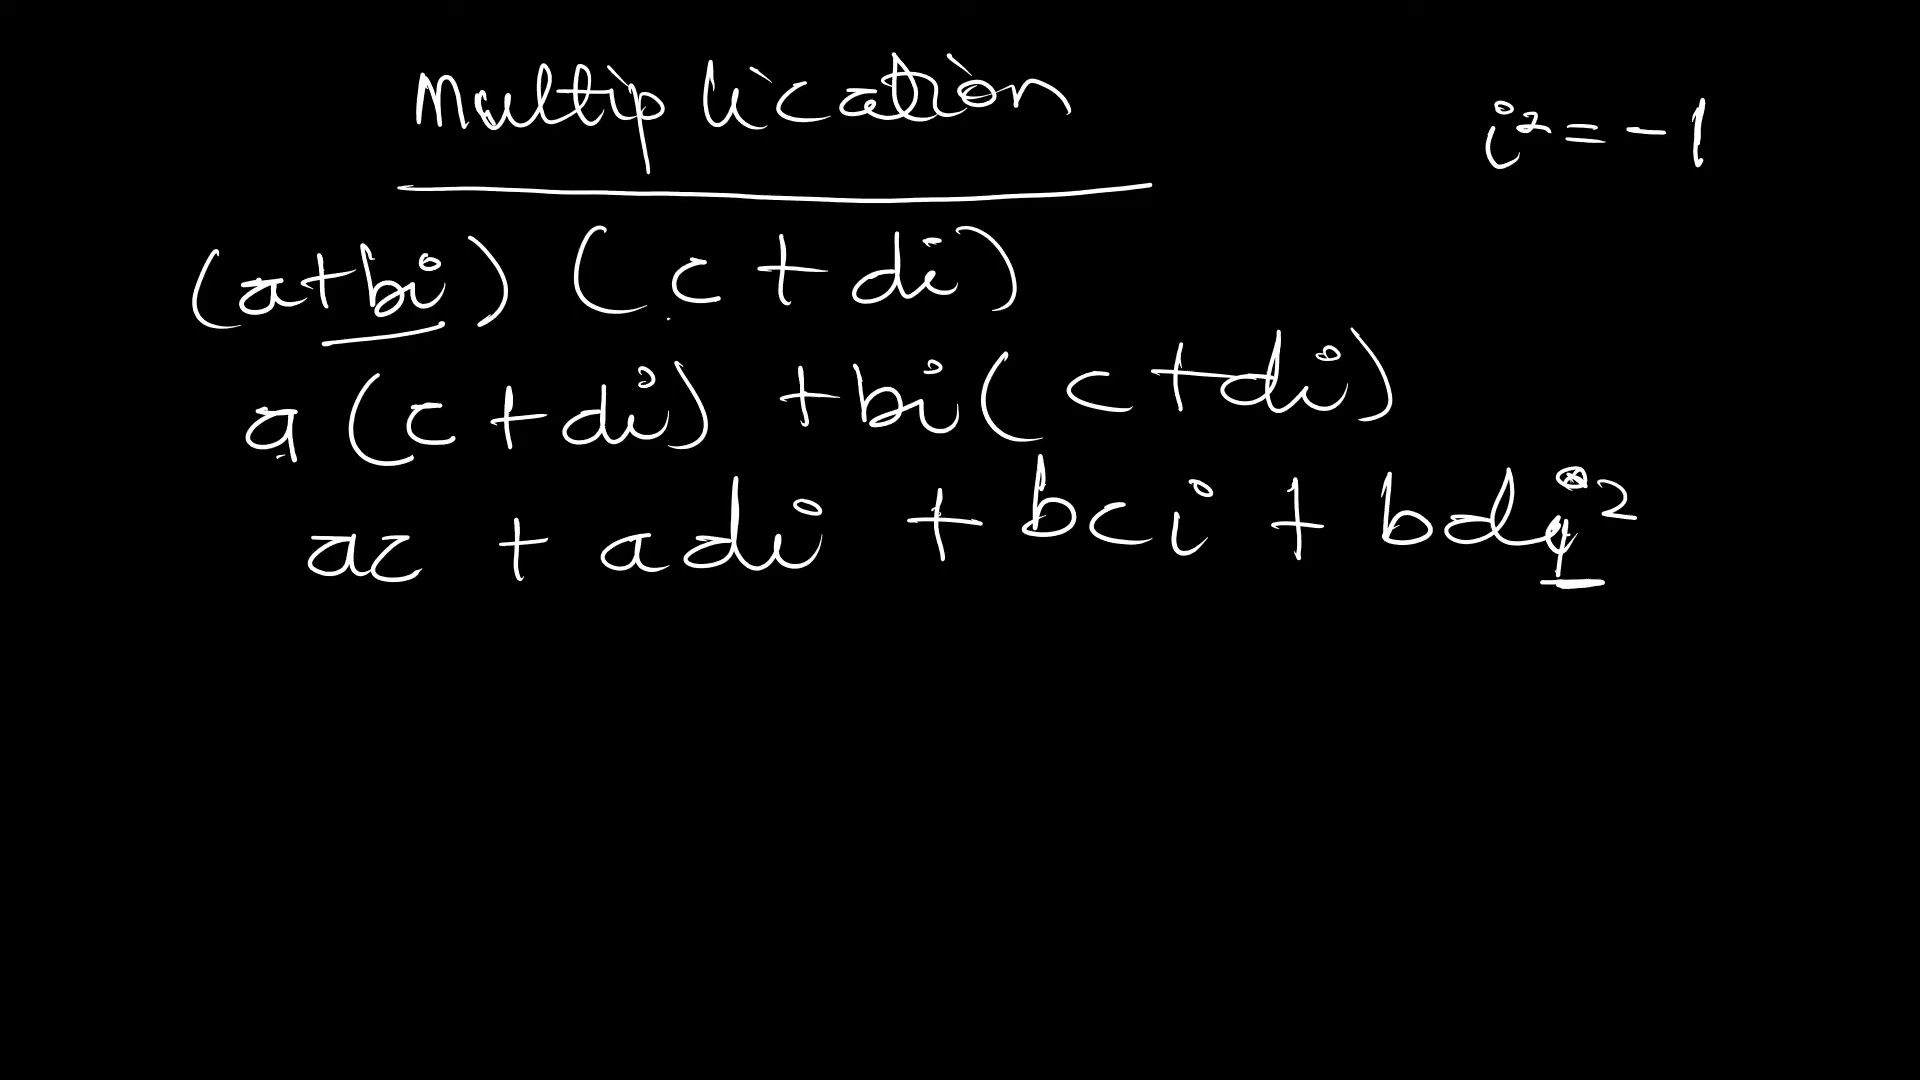 Multiplication
i² = -1
(a+bi) (c + di)
a (c + di) + bi (c + di)
ac + adi + bci + bdi²